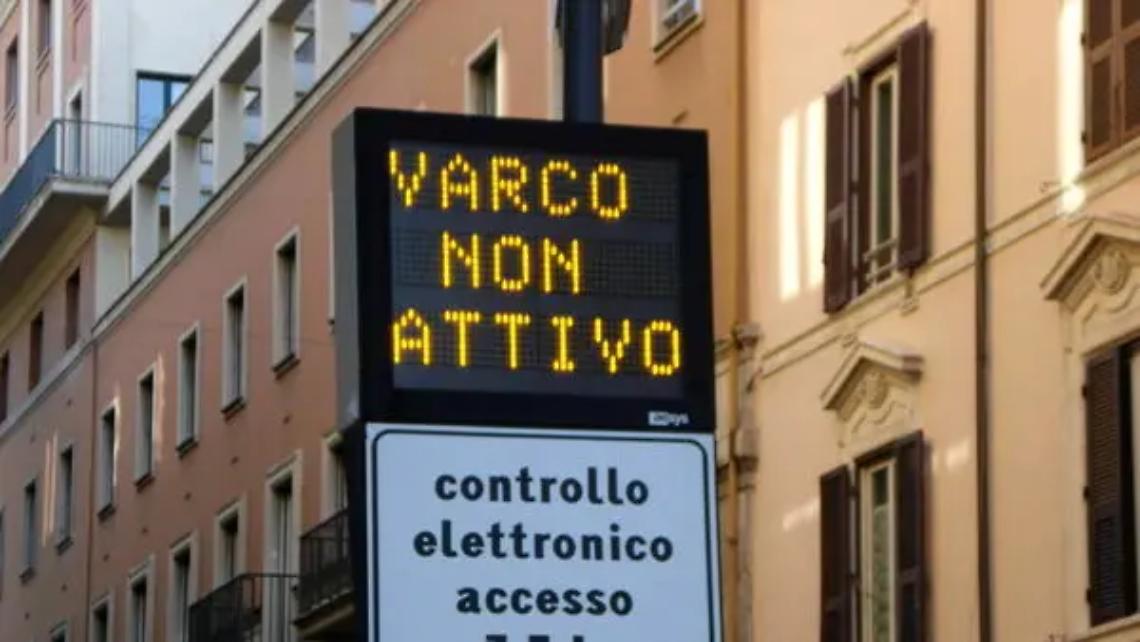 VARCO
NON
ATTIVO
controllo
elettronico
accesso